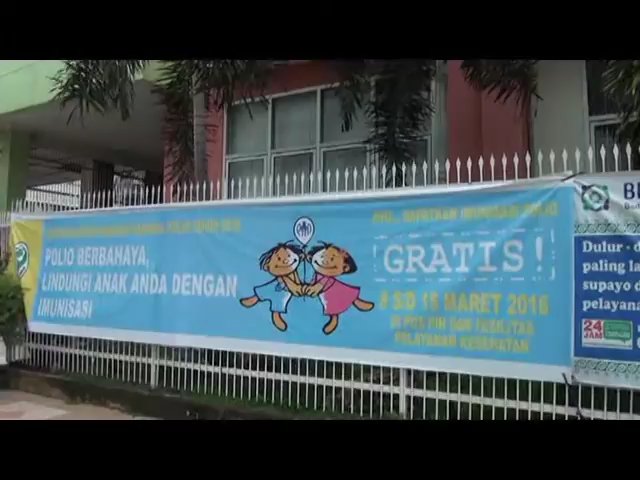 POLIO BERBAHAYA,
LINDUNGI ANAK ANDA DENGAN
IMUNISASI
GRATIS!
8 S/D 15 MARET 2016
DI POS PIN DAN FASILITAS
PELAYANAN KESEHATAN
Dulur -
paling
supayo
pelayana
24
JAM